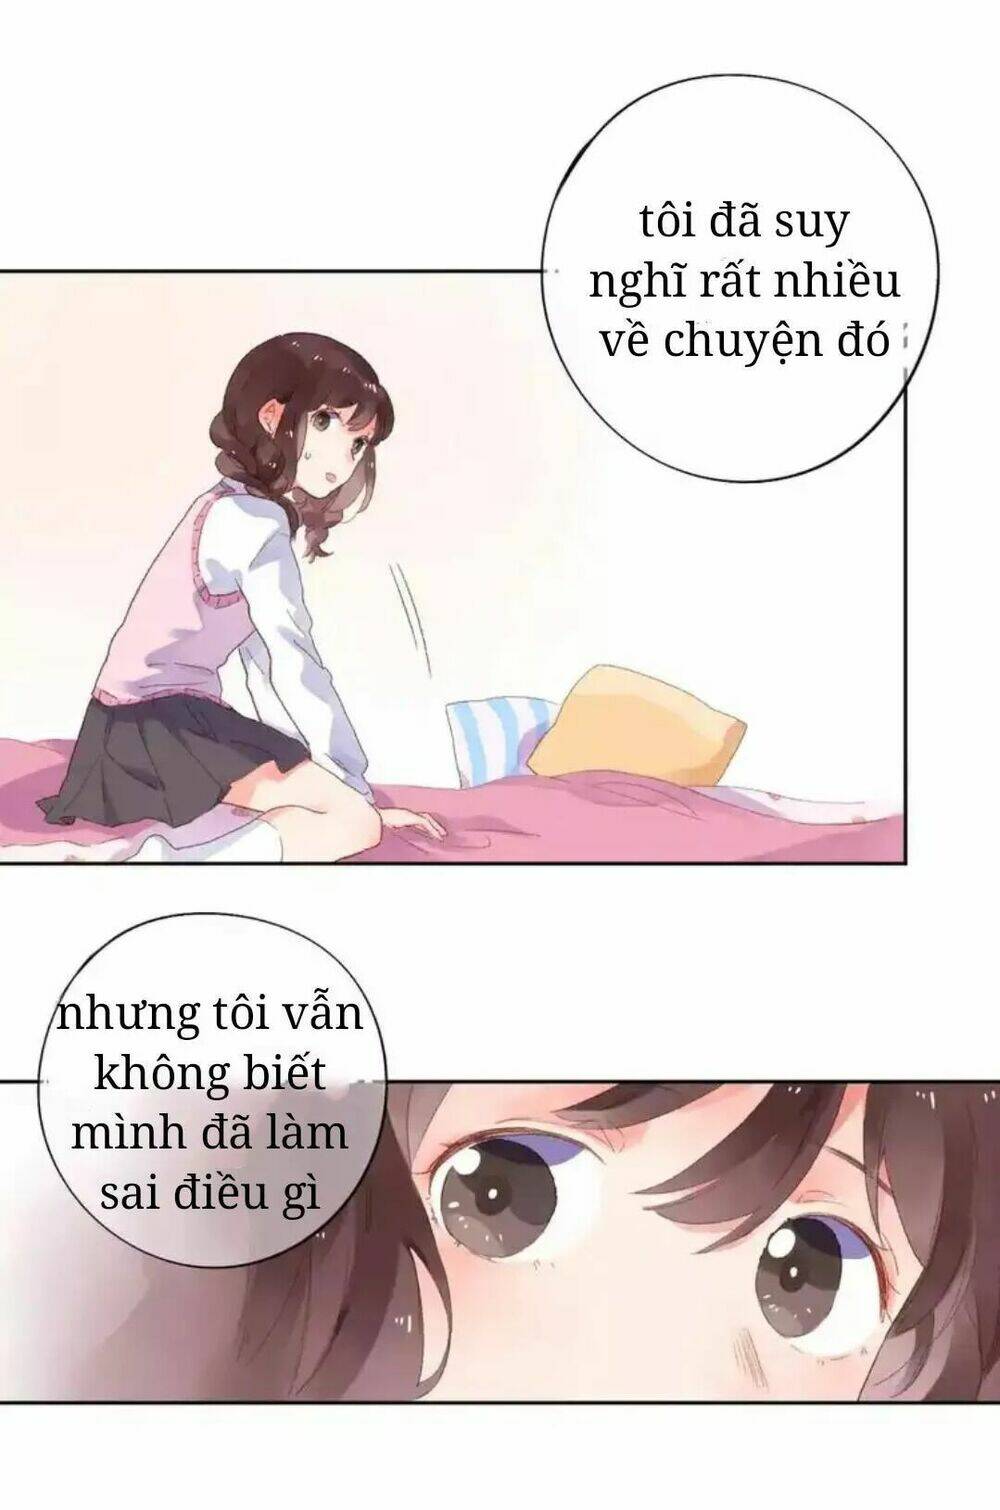 tôi đã suy
nghĩ rất nhiều
về chuyện đó
nhưng tôi vẫn
không biết
mình đã làm
sai điều gì